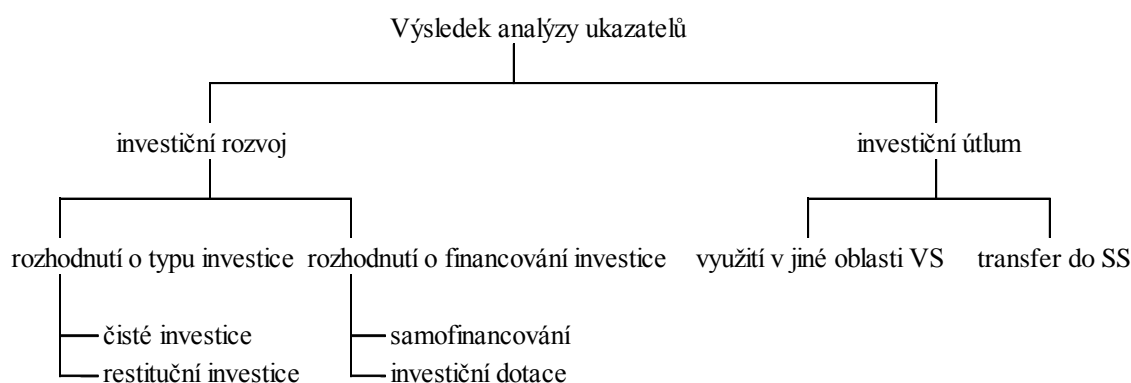 Výsledek analýzy ukazatelů
investiční rozvoj
investiční útlum
rozhodnutí o typu investice
rozhodnutí o financování investice
využití v jiné oblasti VS
transfer do SS
čisté investice
samofinancování
restituční investice
investiční dotace